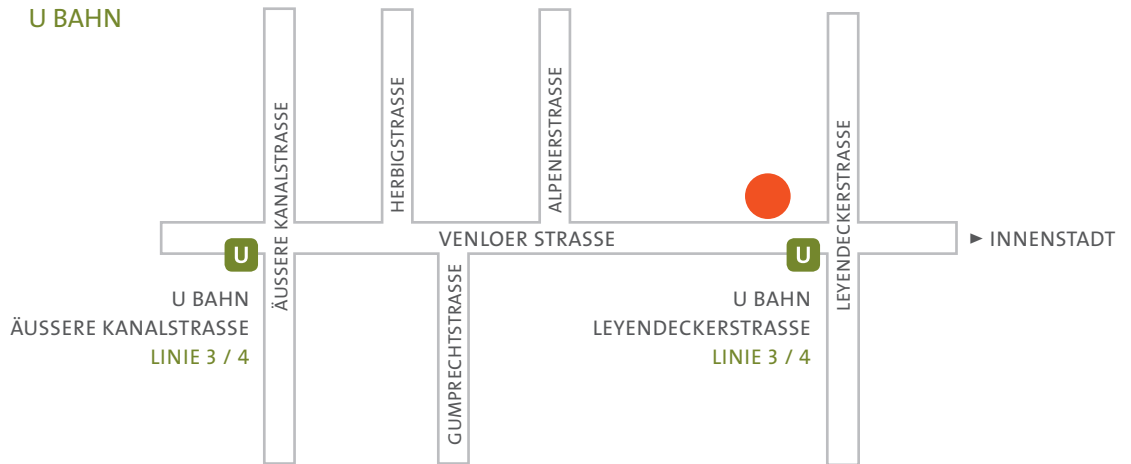 U BAHN
ÄUSSERE KANALSTRASSE
HERBIGSTRASSE
ALPENERSTRASSE
LEYENDECKERSTRASSE
VENLOER STRASSE
► INNENSTADT
U
U
GUMPRECHTSTRASSE
U BAHN
ÄUSSERE KANALSTRASSE
LINIE 3 / 4
U BAHN
LEYENDECKERSTRASSE
LINIE 3 / 4